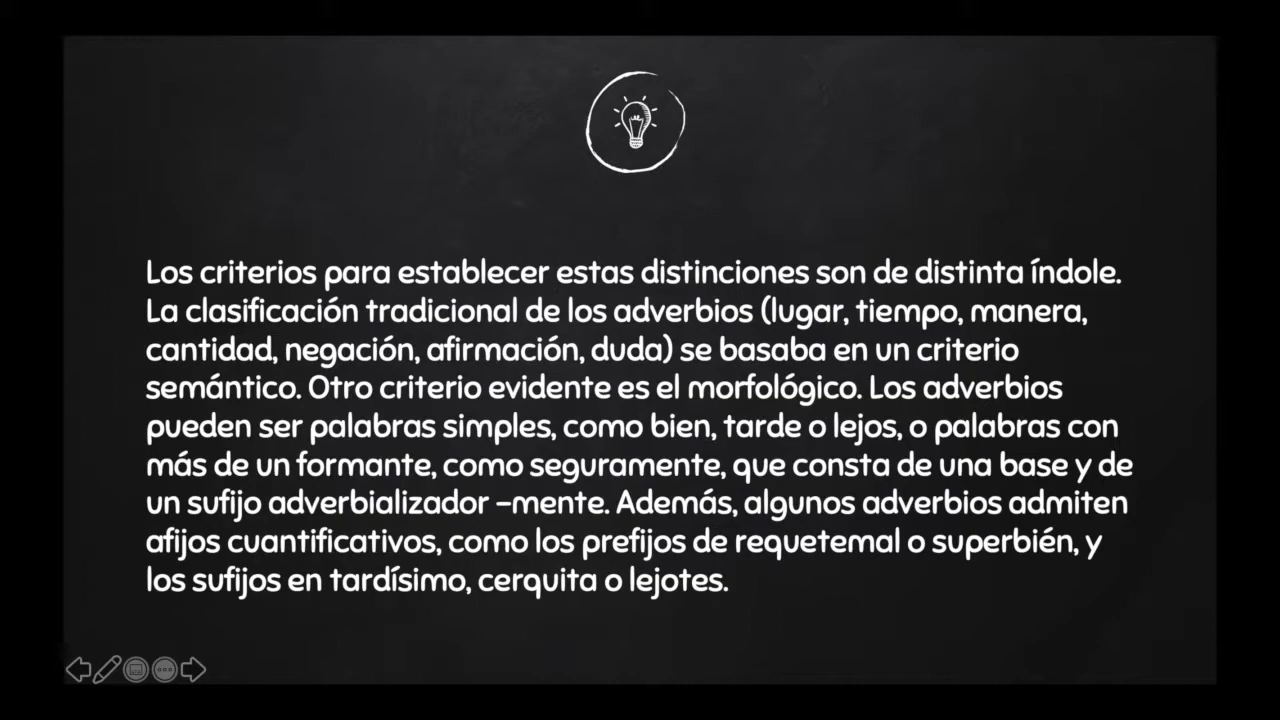 Los criterios para establecer estas distinciones son de distinta índole.
La clasificación tradicional de los adverbios (lugar, tiempo, manera,
cantidad, negación, afirmación, duda) se basaba en un criterio
semántico. Otro criterio evidente es el morfológico. Los adverbios
pueden ser palabras simples, como bien, tarde o lejos, o palabras con
más de un formante, como seguramente, que consta de una base y de
un sufijo adverbializador –mente. Además, algunos adverbios admiten
afijos cuantificativos, como los prefijos de requetemal o superbién, y
los sufijos en tardísimo, cerquita o lejotes.